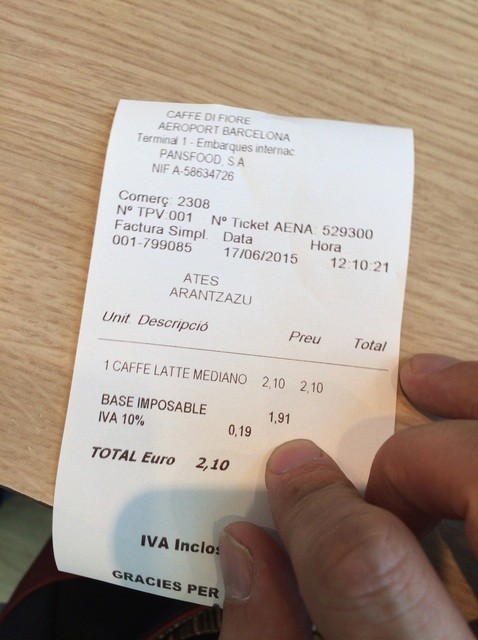 CAFFE DI FIORE
AEROPORT BARCELONA
Terminal 1 - Embarques internac
PANSFOOD, S A
NIF A-58634726
Comerç: 2308
Nº TPV:001 Nº Ticket AENA: 529300
Factura Simpl. Data Hora
001-799085 17/06/2015 12:10:21
ATES
ARANTZAZU
Unit. Descripció Preu Total
1 CAFFE LATTE MEDIANO 2,10 2,10
BASE IMPOSABLE 1,91
IVA 10% 0,19
TOTAL Euro 2,10
IVA Inclos
GRACIES PER